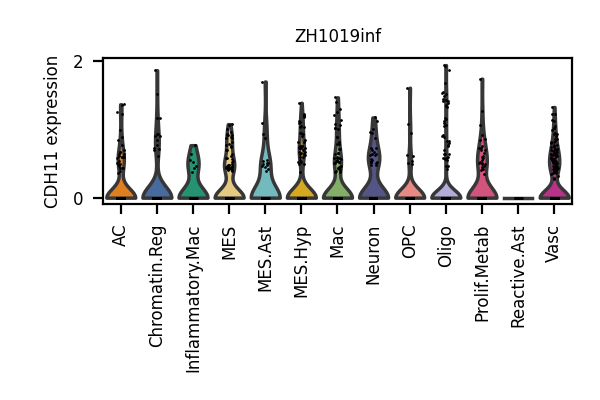 ZH1019inf
CDH11 expression
2
0
AC
Chromatin.Reg
Inflammatory.Mac
MES
MES.Ast
MES.Hyp
Mac
Neuron
OPC
Oligo
Prolif.Metab
Reactive.Ast
Vasc